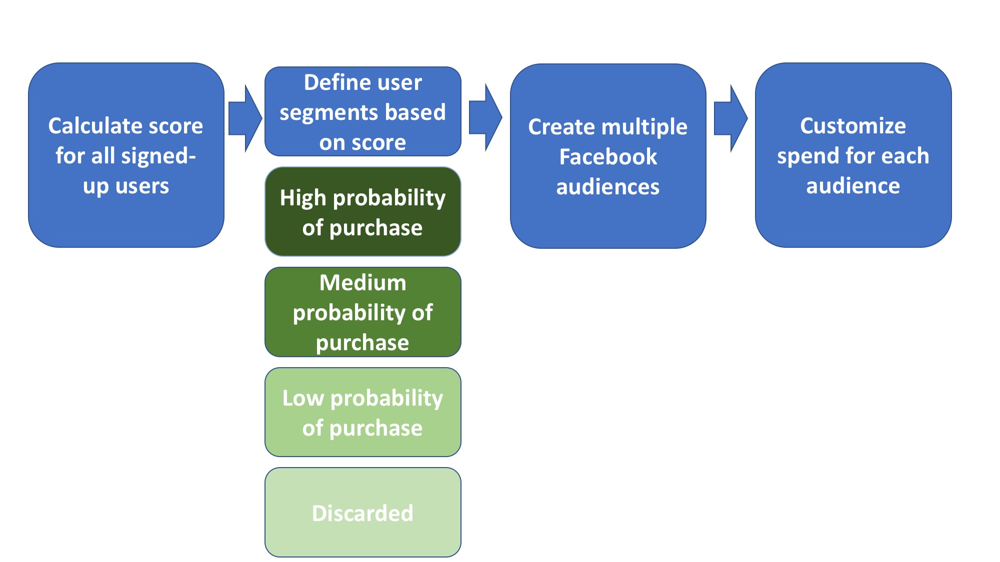 Calculate score
for all signed-
up users
Define user
segments based
on score
High probability
of purchase
Medium
probability of
purchase
Low probability
of purchase
Discarded
Create multiple
Facebook
audiences
Customize
spend for each
audience